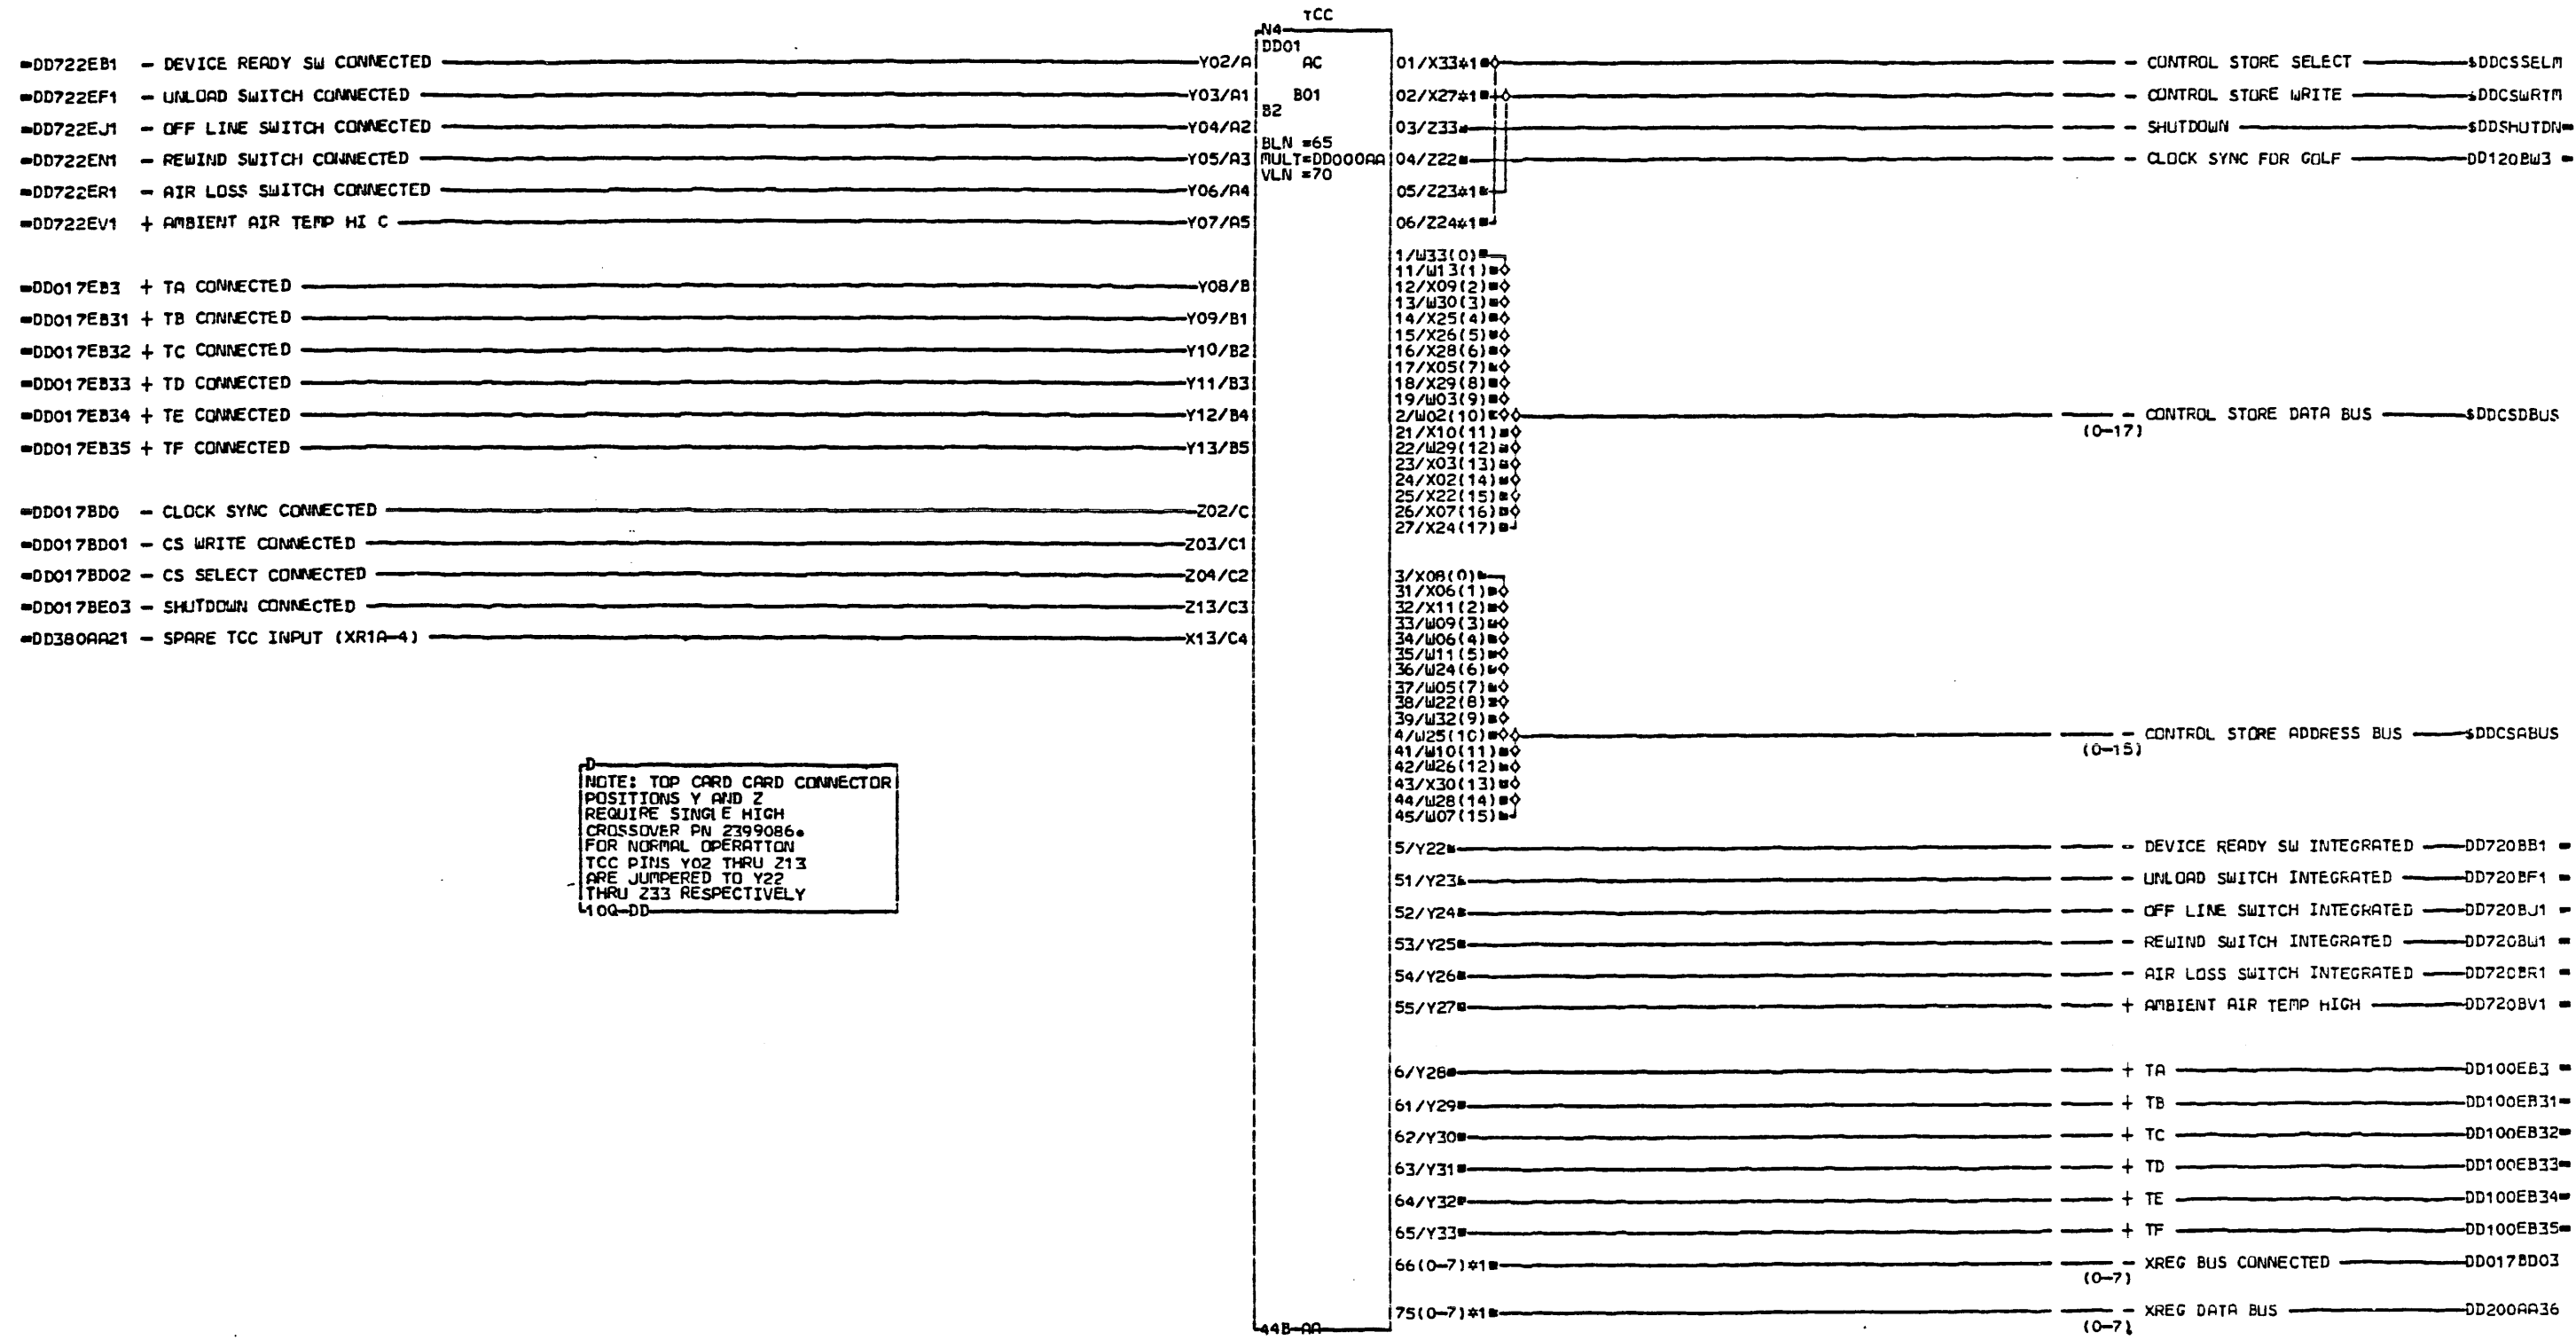 TCC
N4
DD01
AC
B01
B2
BLN =65
MULT=DD000AA
VLN =70
44B-AA
DD722EB1 - DEVICE READY SW CONNECTED Y02/A
DD722EF1 - UNLOAD SWITCH CONNECTED Y03/A1
DD722EJ1 - OFF LINE SWITCH CONNECTED Y04/A2
DD722EN1 - REWIND SWITCH CONNECTED Y05/A3
DD722ER1 - AIR LOSS SWITCH CONNECTED Y06/A4
DD722EV1 + AMBIENT AIR TEMP HI C Y07/A5
DD017EB3 + TA CONNECTED Y08/B
DD017EB31 + TB CONNECTED Y09/B1
DD017EB32 + TC CONNECTED Y10/B2
DD017EB33 + TD CONNECTED Y11/B3
DD017EB34 + TE CONNECTED Y12/B4
DD017EB35 + TF CONNECTED Y13/B5
DD017BD0 - CLOCK SYNC CONNECTED Z02/C
DD017BD01 - CS WRITE CONNECTED Z03/C1
DD017BD02 - CS SELECT CONNECTED Z04/C2
DD017BE03 - SHUTDOWN CONNECTED Z13/C3
DD380AA21 - SPARE TCC INPUT (XR1A-4) X13/C4
D
NOTE: TOP CARD CARD CONNECTOR
POSITIONS Y AND Z
REQUIRE SINGLE HIGH
CROSSOVER PN 2399086.
FOR NORMAL OPERATION
TCC PINS Y02 THRU Z13
ARE JUMPERED TO Y22
THRU Z33 RESPECTIVELY
10Q-DD
01/X33*1 - CONTROL STORE SELECT $DDCSSELM
02/X27*1 - CONTROL STORE WRITE $DDCSWRTM
03/Z33 - SHUTDOWN $DDSHUTDN
04/Z22 - CLOCK SYNC FOR GOLF DD120BW3
05/Z23*1
06/Z24*1
1/W33(0)
11/W13(1)
12/X09(2)
13/W30(3)
14/X25(4)
15/X26(5)
16/X28(6)
17/X05(7)
18/X29(8)
19/W03(9)
2/W02(10) - CONTROL STORE DATA BUS $DDCSDBUS
(0-17)
21/X10(11)
22/W29(12)
23/X03(13)
24/X02(14)
25/X22(15)
26/X07(16)
27/X24(17)
3/X08(0)
31/X06(1)
32/X11(2)
33/W09(3)
34/W06(4)
35/W11(5)
36/W24(6)
37/W05(7)
38/W22(8)
39/W32(9)
4/W25(10) - CONTROL STORE ADDRESS BUS $DDCSABUS
(0-15)
41/W10(11)
42/W26(12)
43/X30(13)
44/W28(14)
45/W07(15)
5/Y22 - DEVICE READY SW INTEGRATED DD720BB1
51/Y23 - UNLOAD SWITCH INTEGRATED DD720BF1
52/Y24 - OFF LINE SWITCH INTEGRATED DD720BJ1
53/Y25 - REWIND SWITCH INTEGRATED DD720BW1
54/Y26 - AIR LOSS SWITCH INTEGRATED DD720BR1
55/Y27 + AMBIENT AIR TEMP HIGH DD720BV1
6/Y28 + TA DD100EB3
61/Y29 + TB DD100EB31
62/Y30 + TC DD100EB32
63/Y31 + TD DD100EB33
64/Y32 + TE DD100EB34
65/Y33 + TF DD100EB35
66(0-7)*1 - XREG BUS CONNECTED DD017BD03
(0-7)
75(0-7)*1 - XREG DATA BUS DD200AA36
(0-7)